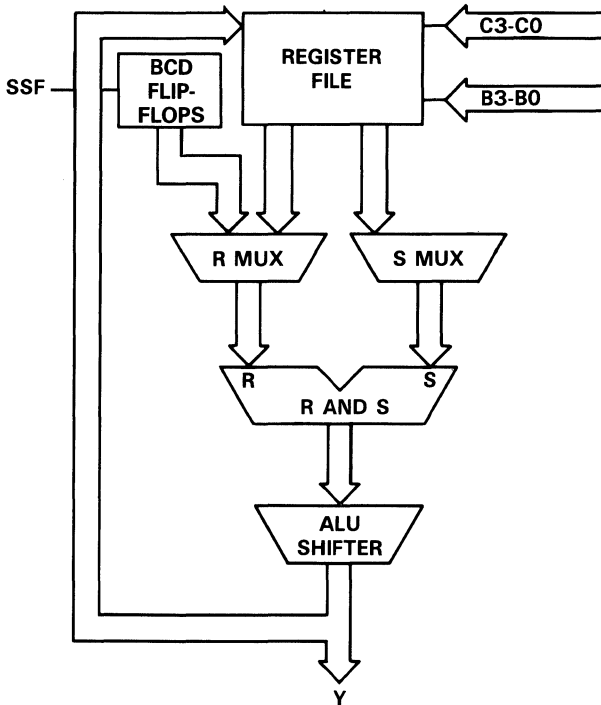 C3-C0
REGISTER
FILE
BCD
FLIP-
FLOPS
SSF
B3-B0
R MUX
S MUX
R
S
R AND S
ALU
SHIFTER
Y